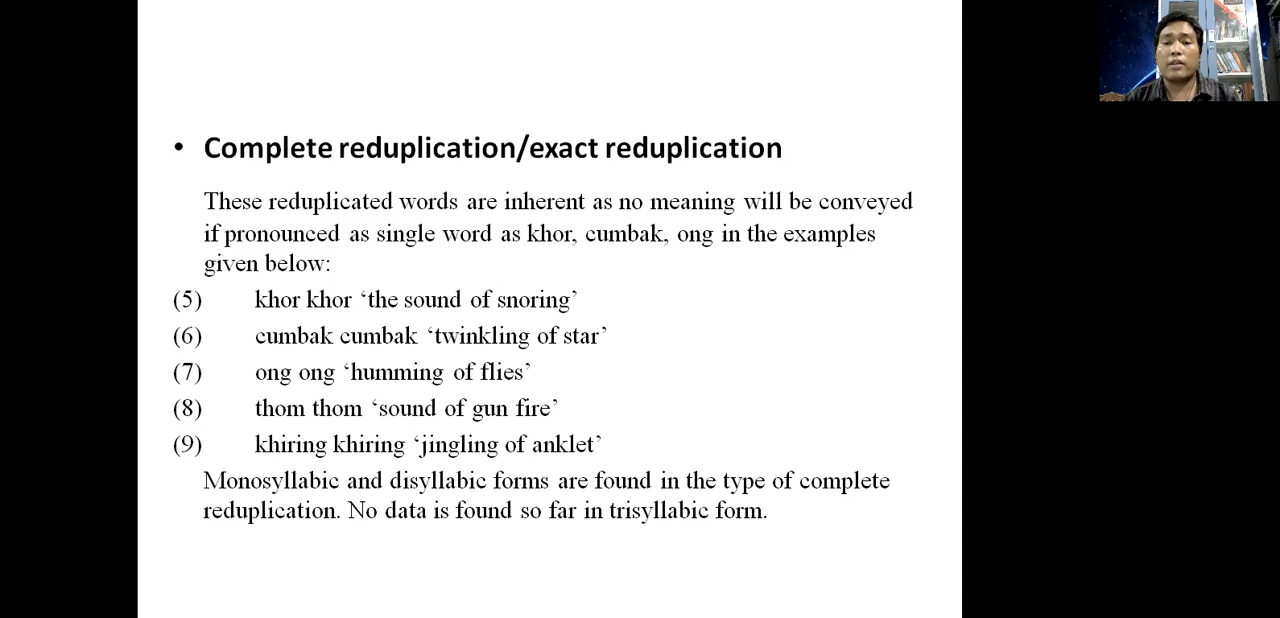 • Complete reduplication/exact reduplication
These reduplicated words are inherent as no meaning will be conveyed
if pronounced as single word as khor, cumbak, ong in the examples
given below:
(5) khor khor ‘the sound of snoring’
(6) cumbak cumbak ‘twinkling of star’
(7) ong ong ‘humming of flies’
(8) thom thom ‘sound of gun fire’
(9) khiring khiring ‘jingling of anklet’
Monosyllabic and disyllabic forms are found in the type of complete
reduplication. No data is found so far in trisyllabic form.